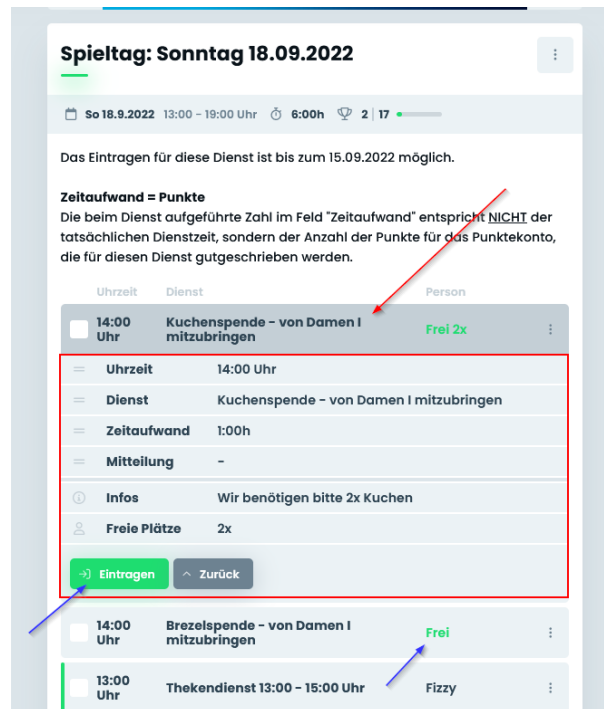 Spieltag: Sonntag 18.09.2022
So 18.9.2022 13:00 - 19:00 Uhr 6:00h 2 | 17
Das Eintragen für diese Dienst ist bis zum 15.09.2022 möglich.
Zeitaufwand = Punkte
Die beim Dienst aufgeführte Zahl im Feld "Zeitaufwand" entspricht NICHT der
tatsächlichen Dienstzeit, sondern der Anzahl der Punkte für das Punktekonto,
die für diesen Dienst gutgeschrieben werden.
Uhrzeit Dienst Person
14:00 Uhr Kuchenspende - von Damen I mitzubringen Frei 2x
Uhrzeit 14:00 Uhr
Dienst Kuchenspende - von Damen I mitzubringen
Zeitaufwand 1:00h
Mitteilung -
Infos Wir benötigen bitte 2x Kuchen
Freie Plätze 2x
Eintragen Zurück
14:00 Uhr Brezelspende - von Damen I mitzubringen Frei
13:00 Uhr Thekendienst 13:00 - 15:00 Uhr Fizzy